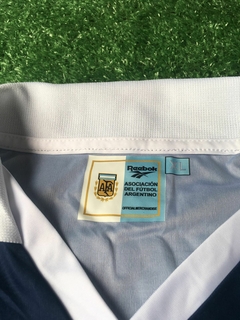 Reebok
AFA
ASOCIACIÓN
DEL FÚTBOL
ARGENTINO